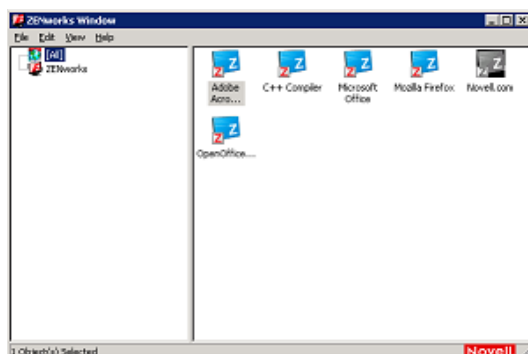 ZENworks Window
File Edit View Help
[All]
ZENworks
Adobe
Acro...
C++ Compiler
Microsoft
Office
Mozilla Firefox
Novell.com
OpenOffice....
1 Object(s) Selected
Novell